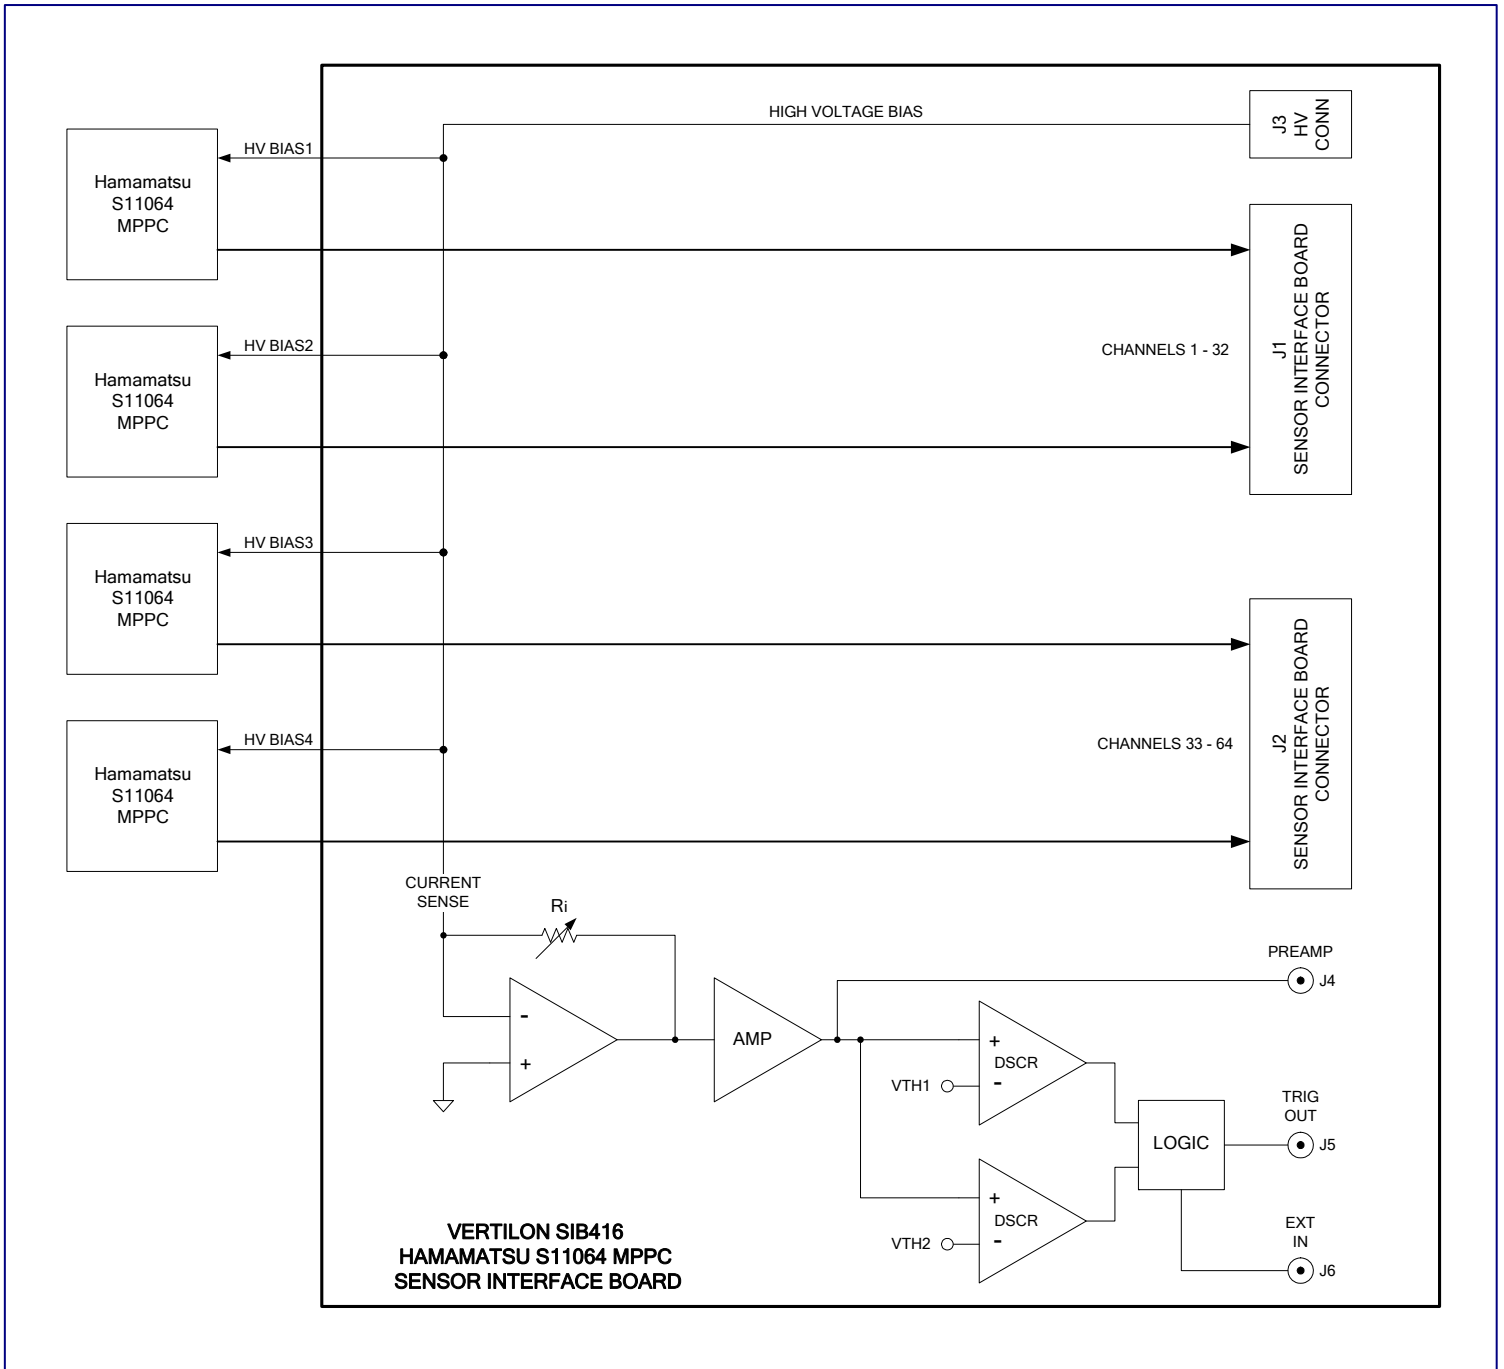 HIGH VOLTAGE BIAS
J3
HV
CONN
HV BIAS1
Hamamatsu
S11064
MPPC
J1
SENSOR INTERFACE BOARD
CONNECTOR
CHANNELS 1 - 32
HV BIAS2
Hamamatsu
S11064
MPPC
HV BIAS3
Hamamatsu
S11064
MPPC
J2
SENSOR INTERFACE BOARD
CONNECTOR
CHANNELS 33 - 64
HV BIAS4
Hamamatsu
S11064
MPPC
CURRENT
SENSE
Ri
-
+
AMP
PREAMP
J4
+
DSCR
-
VTH1
LOGIC
TRIG
OUT
J5
+
DSCR
-
VTH2
EXT
IN
J6
VERTILON SIB416
HAMAMATSU S11064 MPPC
SENSOR INTERFACE BOARD